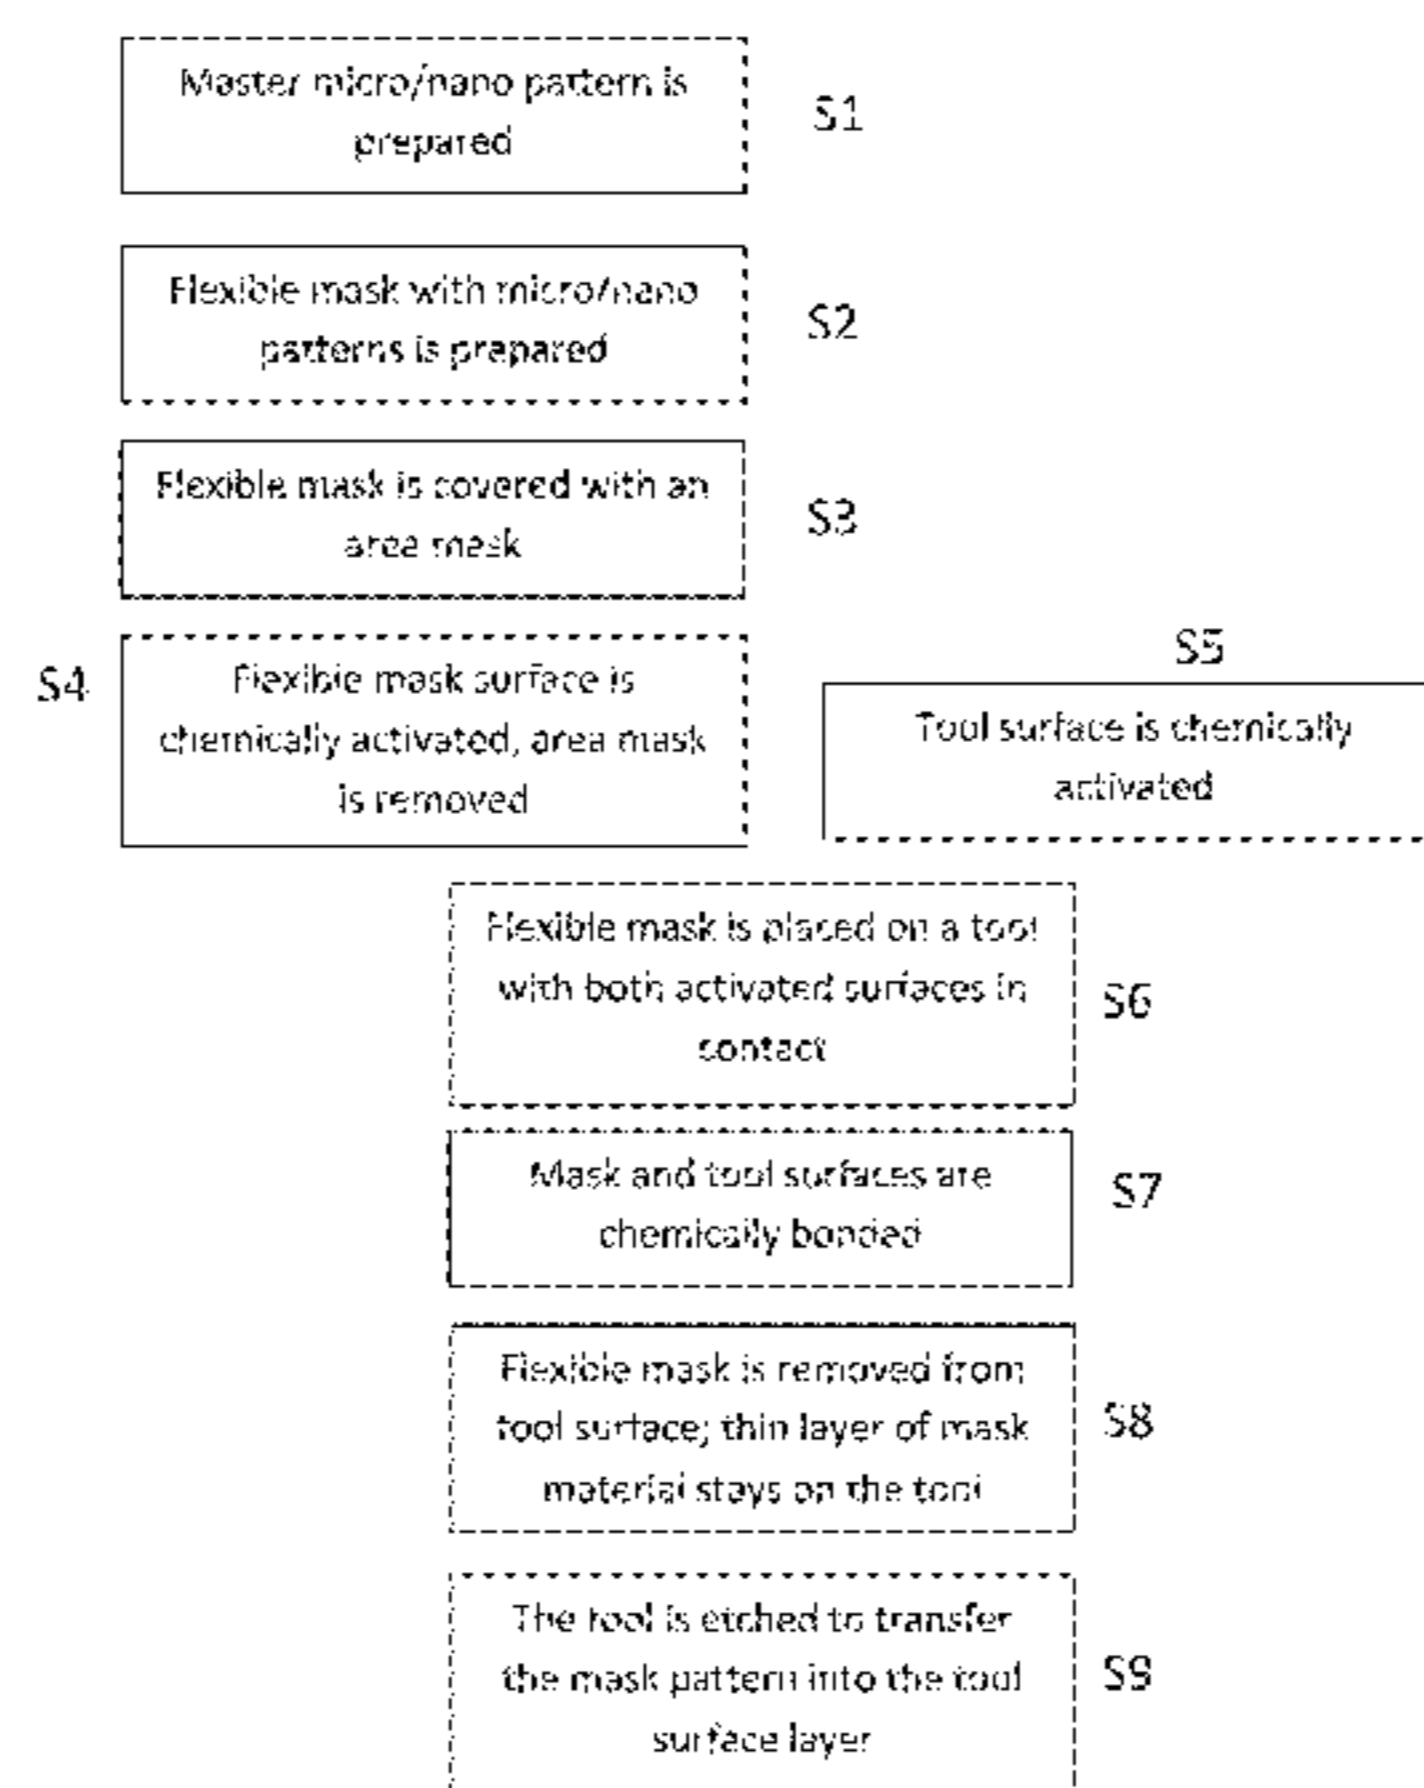 Master micro/nano pattern is
prepared
S1
Flexible mask with micro/nano
patterns is prepared
S2
Flexible mask is covered with an
area mask
S3
S4
Flexible mask surface is
chemically activated, area mask
is removed
S5
Tool surface is chemically
activated
Flexible mask is placed on a tool
with both activated surfaces in
contact
S6
Mask and tool surfaces are
chemically bonded
S7
Flexible mask is removed from
tool surface; thin layer of mask
material stays on the tool
S8
The tool is etched to transfer
the mask pattern into the tool
surface layer
S9